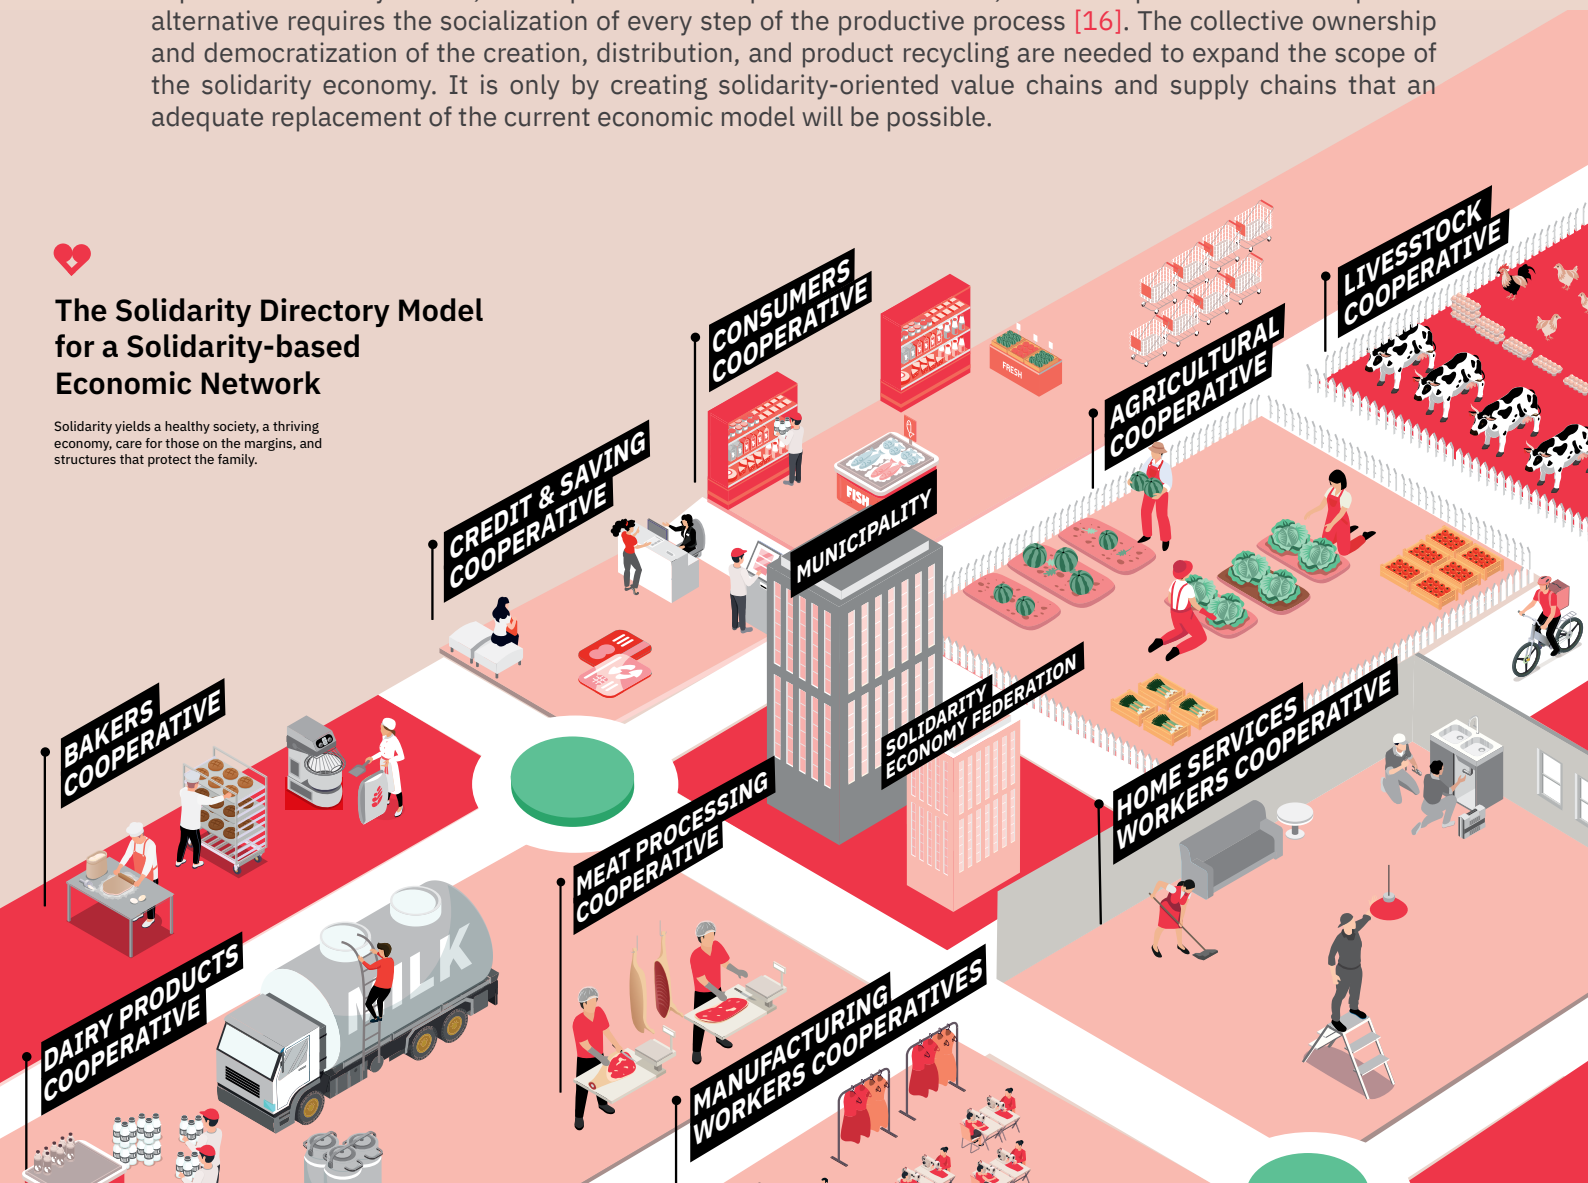 alternative requires the socialization of every step of the productive process [16]. The collective ownership
and democratization of the creation, distribution, and product recycling are needed to expand the scope of
the solidarity economy. It is only by creating solidarity-oriented value chains and supply chains that an
adequate replacement of the current economic model will be possible.
The Solidarity Directory Model
for a Solidarity-based
Economic Network
Solidarity yields a healthy society, a thriving
economy, care for those on the margins, and
structures that protect the family.
LIVESSTOCK
COOPERATIVE
CONSUMERS
COOPERATIVE
FRESH
AGRICULTURAL
COOPERATIVE
CREDIT & SAVING
COOPERATIVE
FISH
MUNICIPALITY
SOLIDARITY
ECONOMY FEDERATION
BAKERS
COOPERATIVE
HOME SERVICES
WORKERS COOPERATIVE
MEAT PROCESSING
COOPERATIVE
DAIRY PRODUCTS
COOPERATIVE
MILK
MANUFACTURING
WORKERS COOPERATIVES